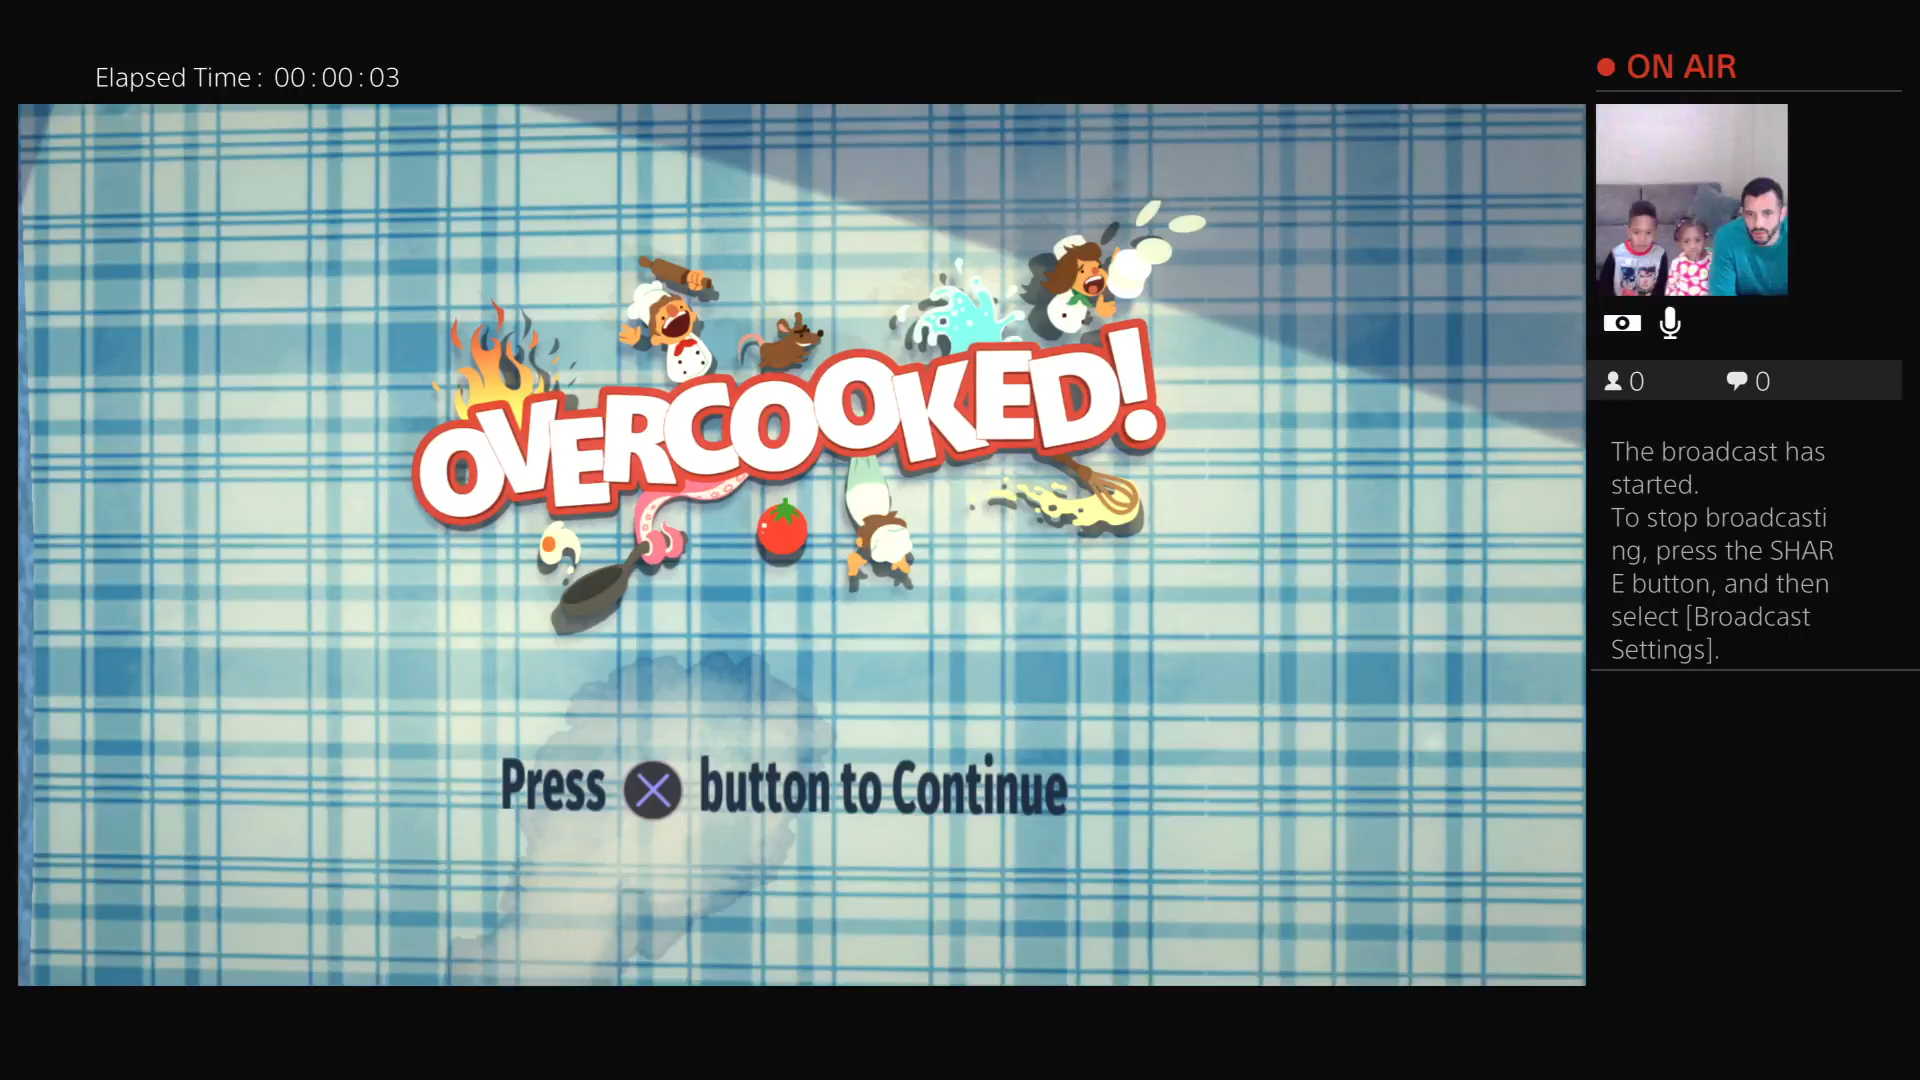 Elapsed Time: 00:00:03
ON AIR
0
0
OVERCOOKED!
Press button to Continue
The broadcast has
started.
To stop broadcasti
ng, press the SHAR
E button, and then
select [Broadcast
Settings].